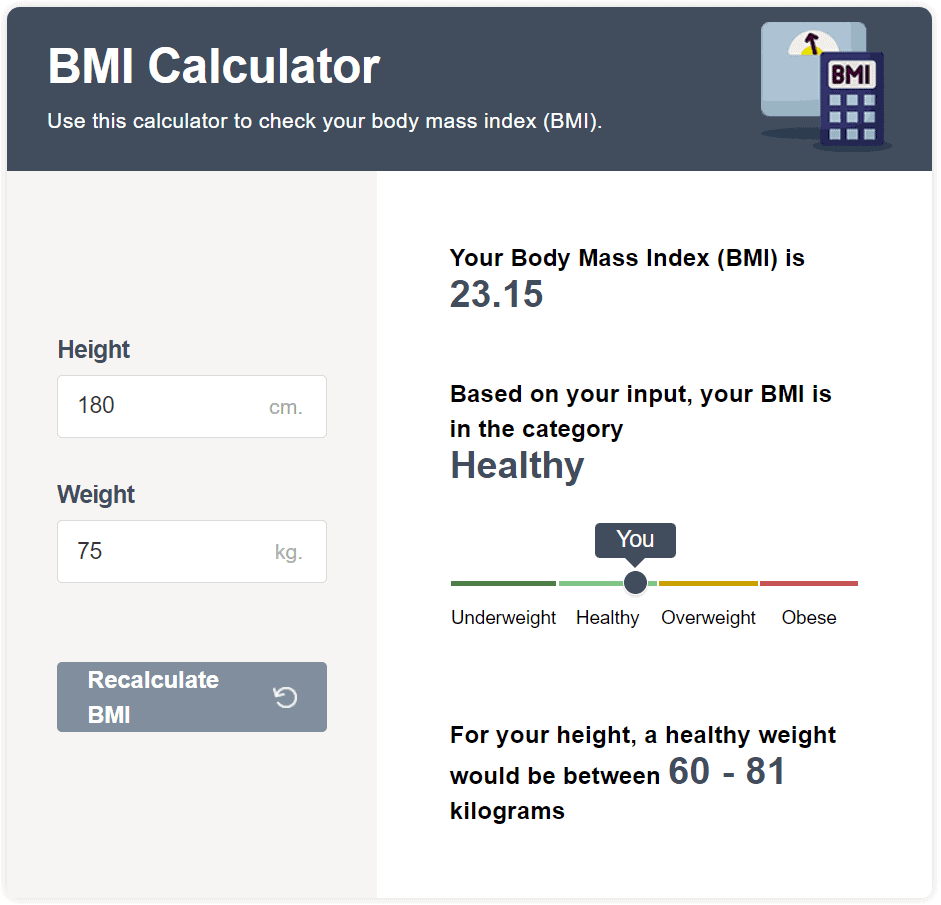 BMI Calculator
Use this calculator to check your body mass index (BMI).
BMI
Height
180 cm.
Weight
75 kg.
Recalculate
BMI
Your Body Mass Index (BMI) is
23.15
Based on your input, your BMI is
in the category
Healthy
You
Underweight Healthy Overweight Obese
For your height, a healthy weight
would be between 60 - 81
kilograms